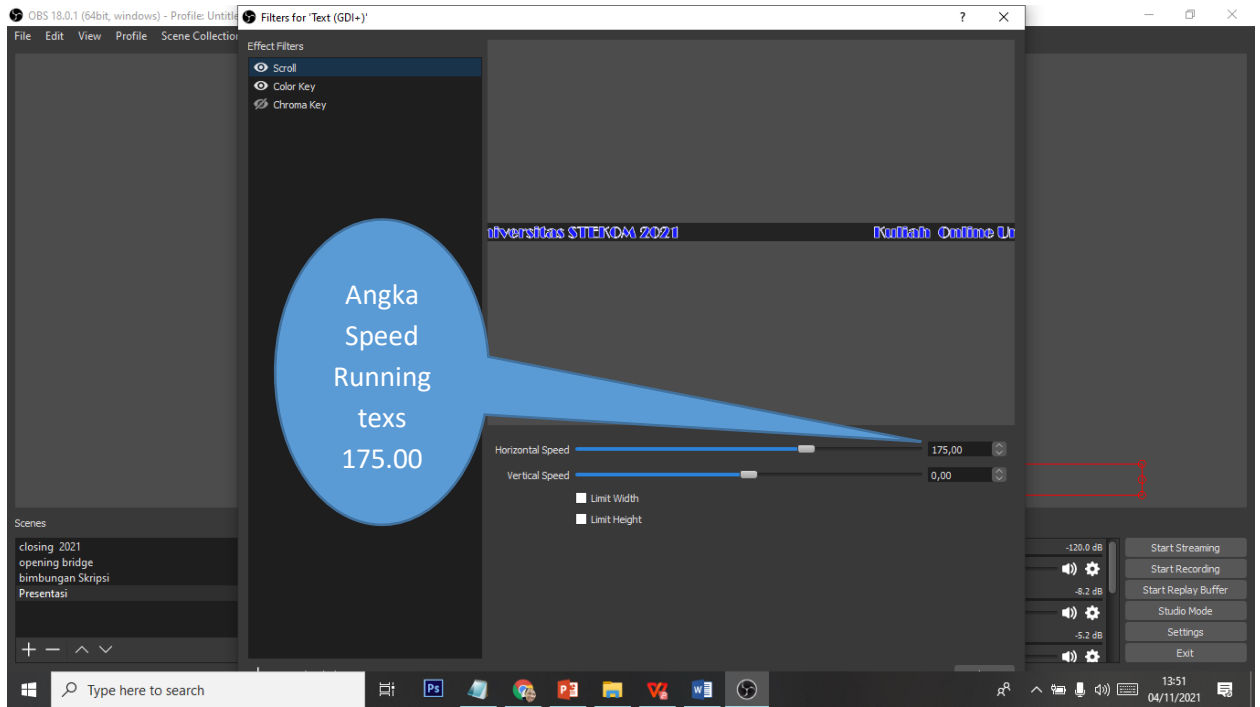 OBS 18.0.1 (64bit, windows) - Profile: Untitle
File Edit View Profile Scene Collection
Filters for 'Text (GDI+)'
Effect Filters
Scroll
Color Key
Chroma Key
niversitas STEKOM 2021 Kulliah Online Un
Angka
Speed
Running
texs
175.00
Horizontal Speed 175,00
Vertical Speed 0,00
Limit Width
Limit Height
Scenes
closing 2021
opening bridge
bimbungan Skripsi
Presentasi
-120.0 dB
-8.2 dB
-5.2 dB
Start Streaming
Start Recording
Start Replay Buffer
Studio Mode
Settings
Exit
Type here to search
Ps
13:51
04/11/2021